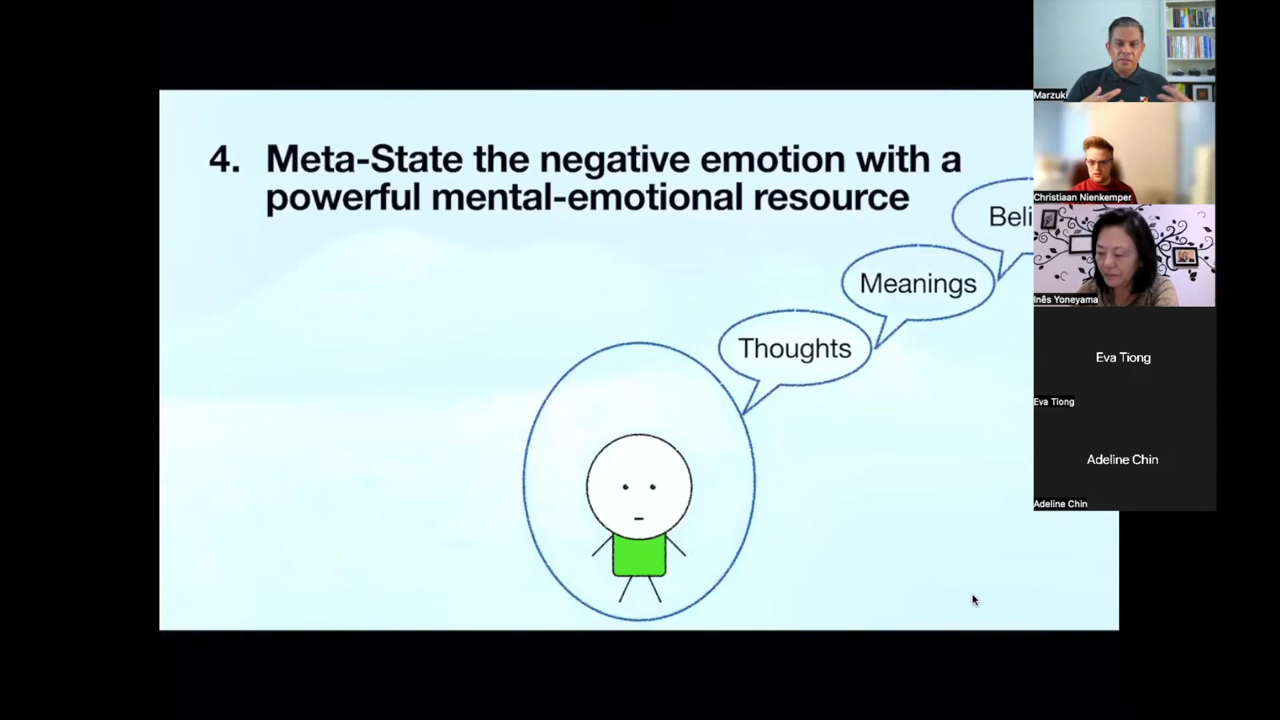 4. Meta-State the negative emotion with a
powerful mental-emotional resource
Meanings
Thoughts
Marzuki
Christiaan Nienkemper
Inês Yoneyama
Eva Tiong
Eva Tiong
Adeline Chin
Adeline Chin